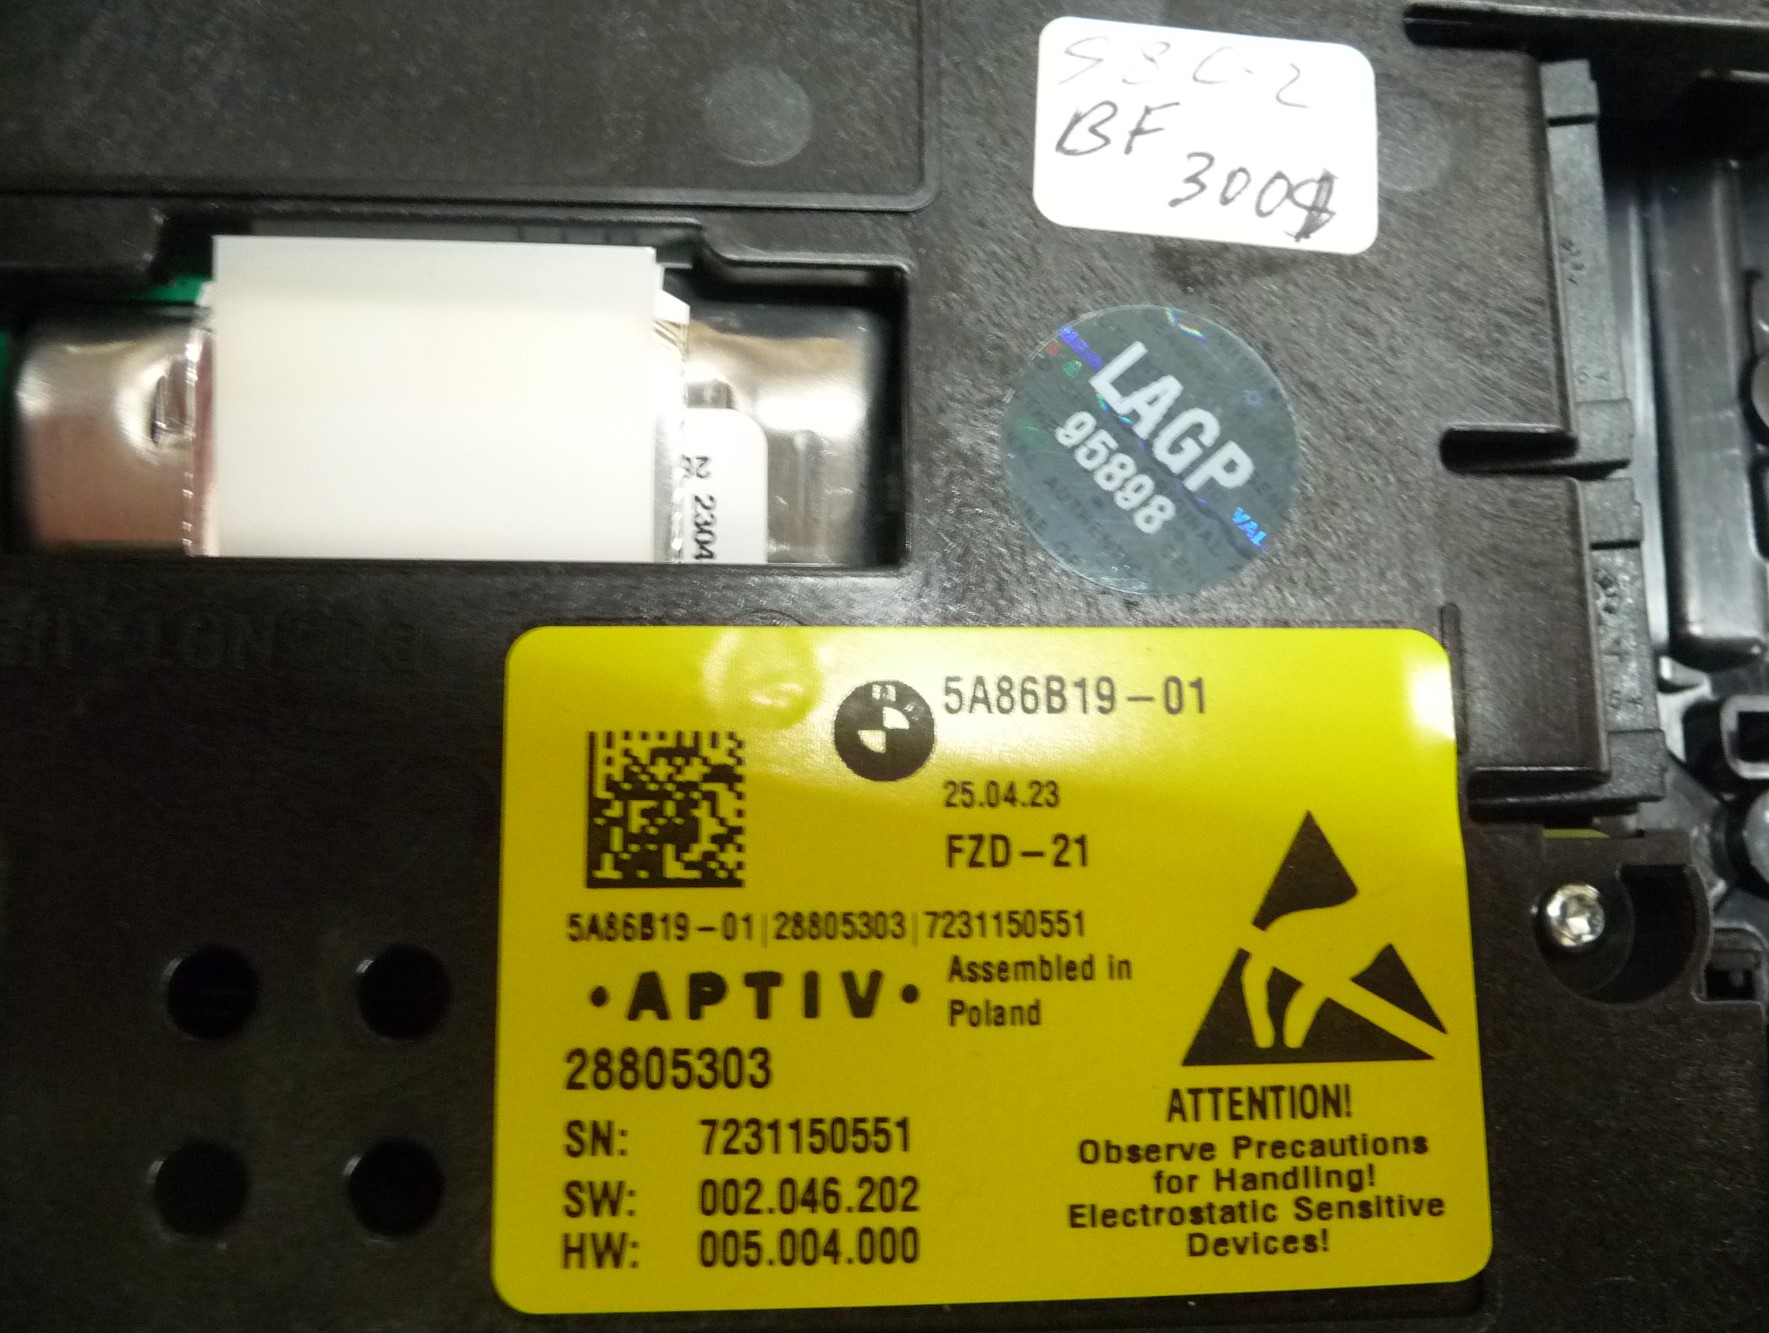 S8C-2
BF
300$
LAGP
95898
2304
5A86B19-01
25.04.23
FZD-21
5A86B19-01|28805303|7231150551
•APTIV•
Assembled in
Poland
28805303
SN: 7231150551
SW: 002.046.202
HW: 005.004.000
ATTENTION!
Observe Precautions
for Handling!
Electrostatic Sensitive
Devices!